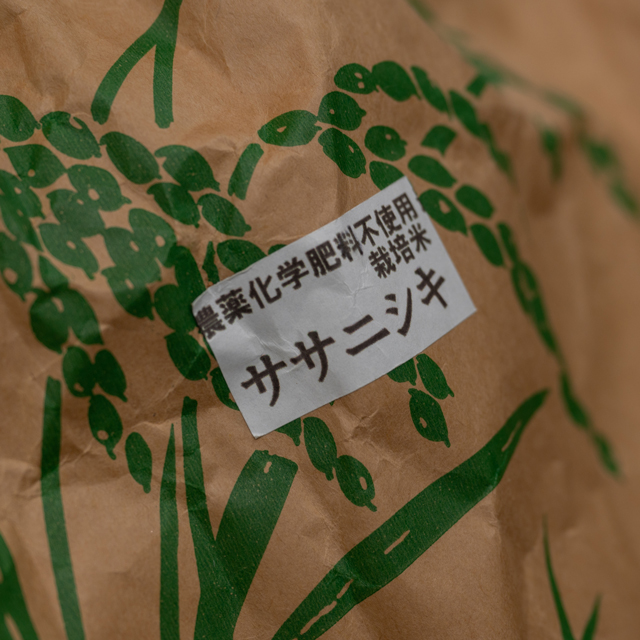 農薬化学肥料不使用
栽培米
ササニシキ